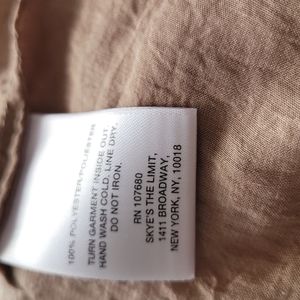 100% POLYESTER/POLYESTER
TURN GARMENT INSIDE OUT.
HAND WASH COLD. LINE DRY.
DO NOT IRON.
RN 107680
SKYE'S THE LIMIT,
1411 BROADWAY,
NEW YORK, NY, 10018